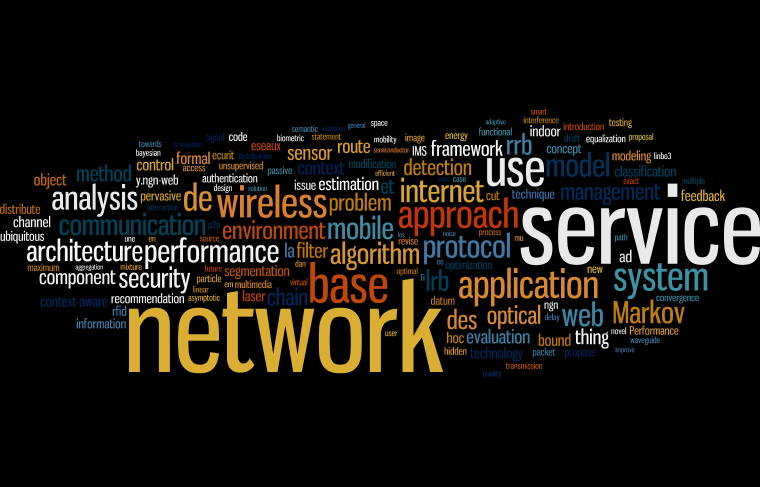 smart
adaptive
interference
space
general
semantic
statement
biometric
code
signal
functional
indoor
introduction
testing
draft
equalization
proposal
mobility
image
energy
towards
bayesian
eseaux
sensor
route
semiconductor
IMS
framework
rrb
concept
modeling
linbo3
control
formal
ecurit
distribution
access
unsupervised
passive
context
modification
efficient
detection
use
model
classification
object
method
y.ngn-web
authentication
design
solution
issue
estimation
et
internet
cut
case
technique
exact
management
multiple
feedback
distribute
analysis
pervasive
de
wireless
problem
approach
service
channel
communication
p2p
environment
mobile
ubiquitous
une
en
source
revise
process
mu
path
architecture
performance
la
filter
algorithm
protocol
ad
maximum
aggregation
mixture
future
segmentation
optimal
optimization
component
security
particle
em
multimedia
virtual
base
Ti
lrb
application
new
system
convergence
linear
asymptotic
context-aware
recommendation
laser
chain
datum
ngn
rfid
information
network
user
des
optical
delay
web
Markov
hoc
evaluation
bound
thing
novel
Performance
waveguide
hidden
technology
packet
propose
improve
transmission
quality